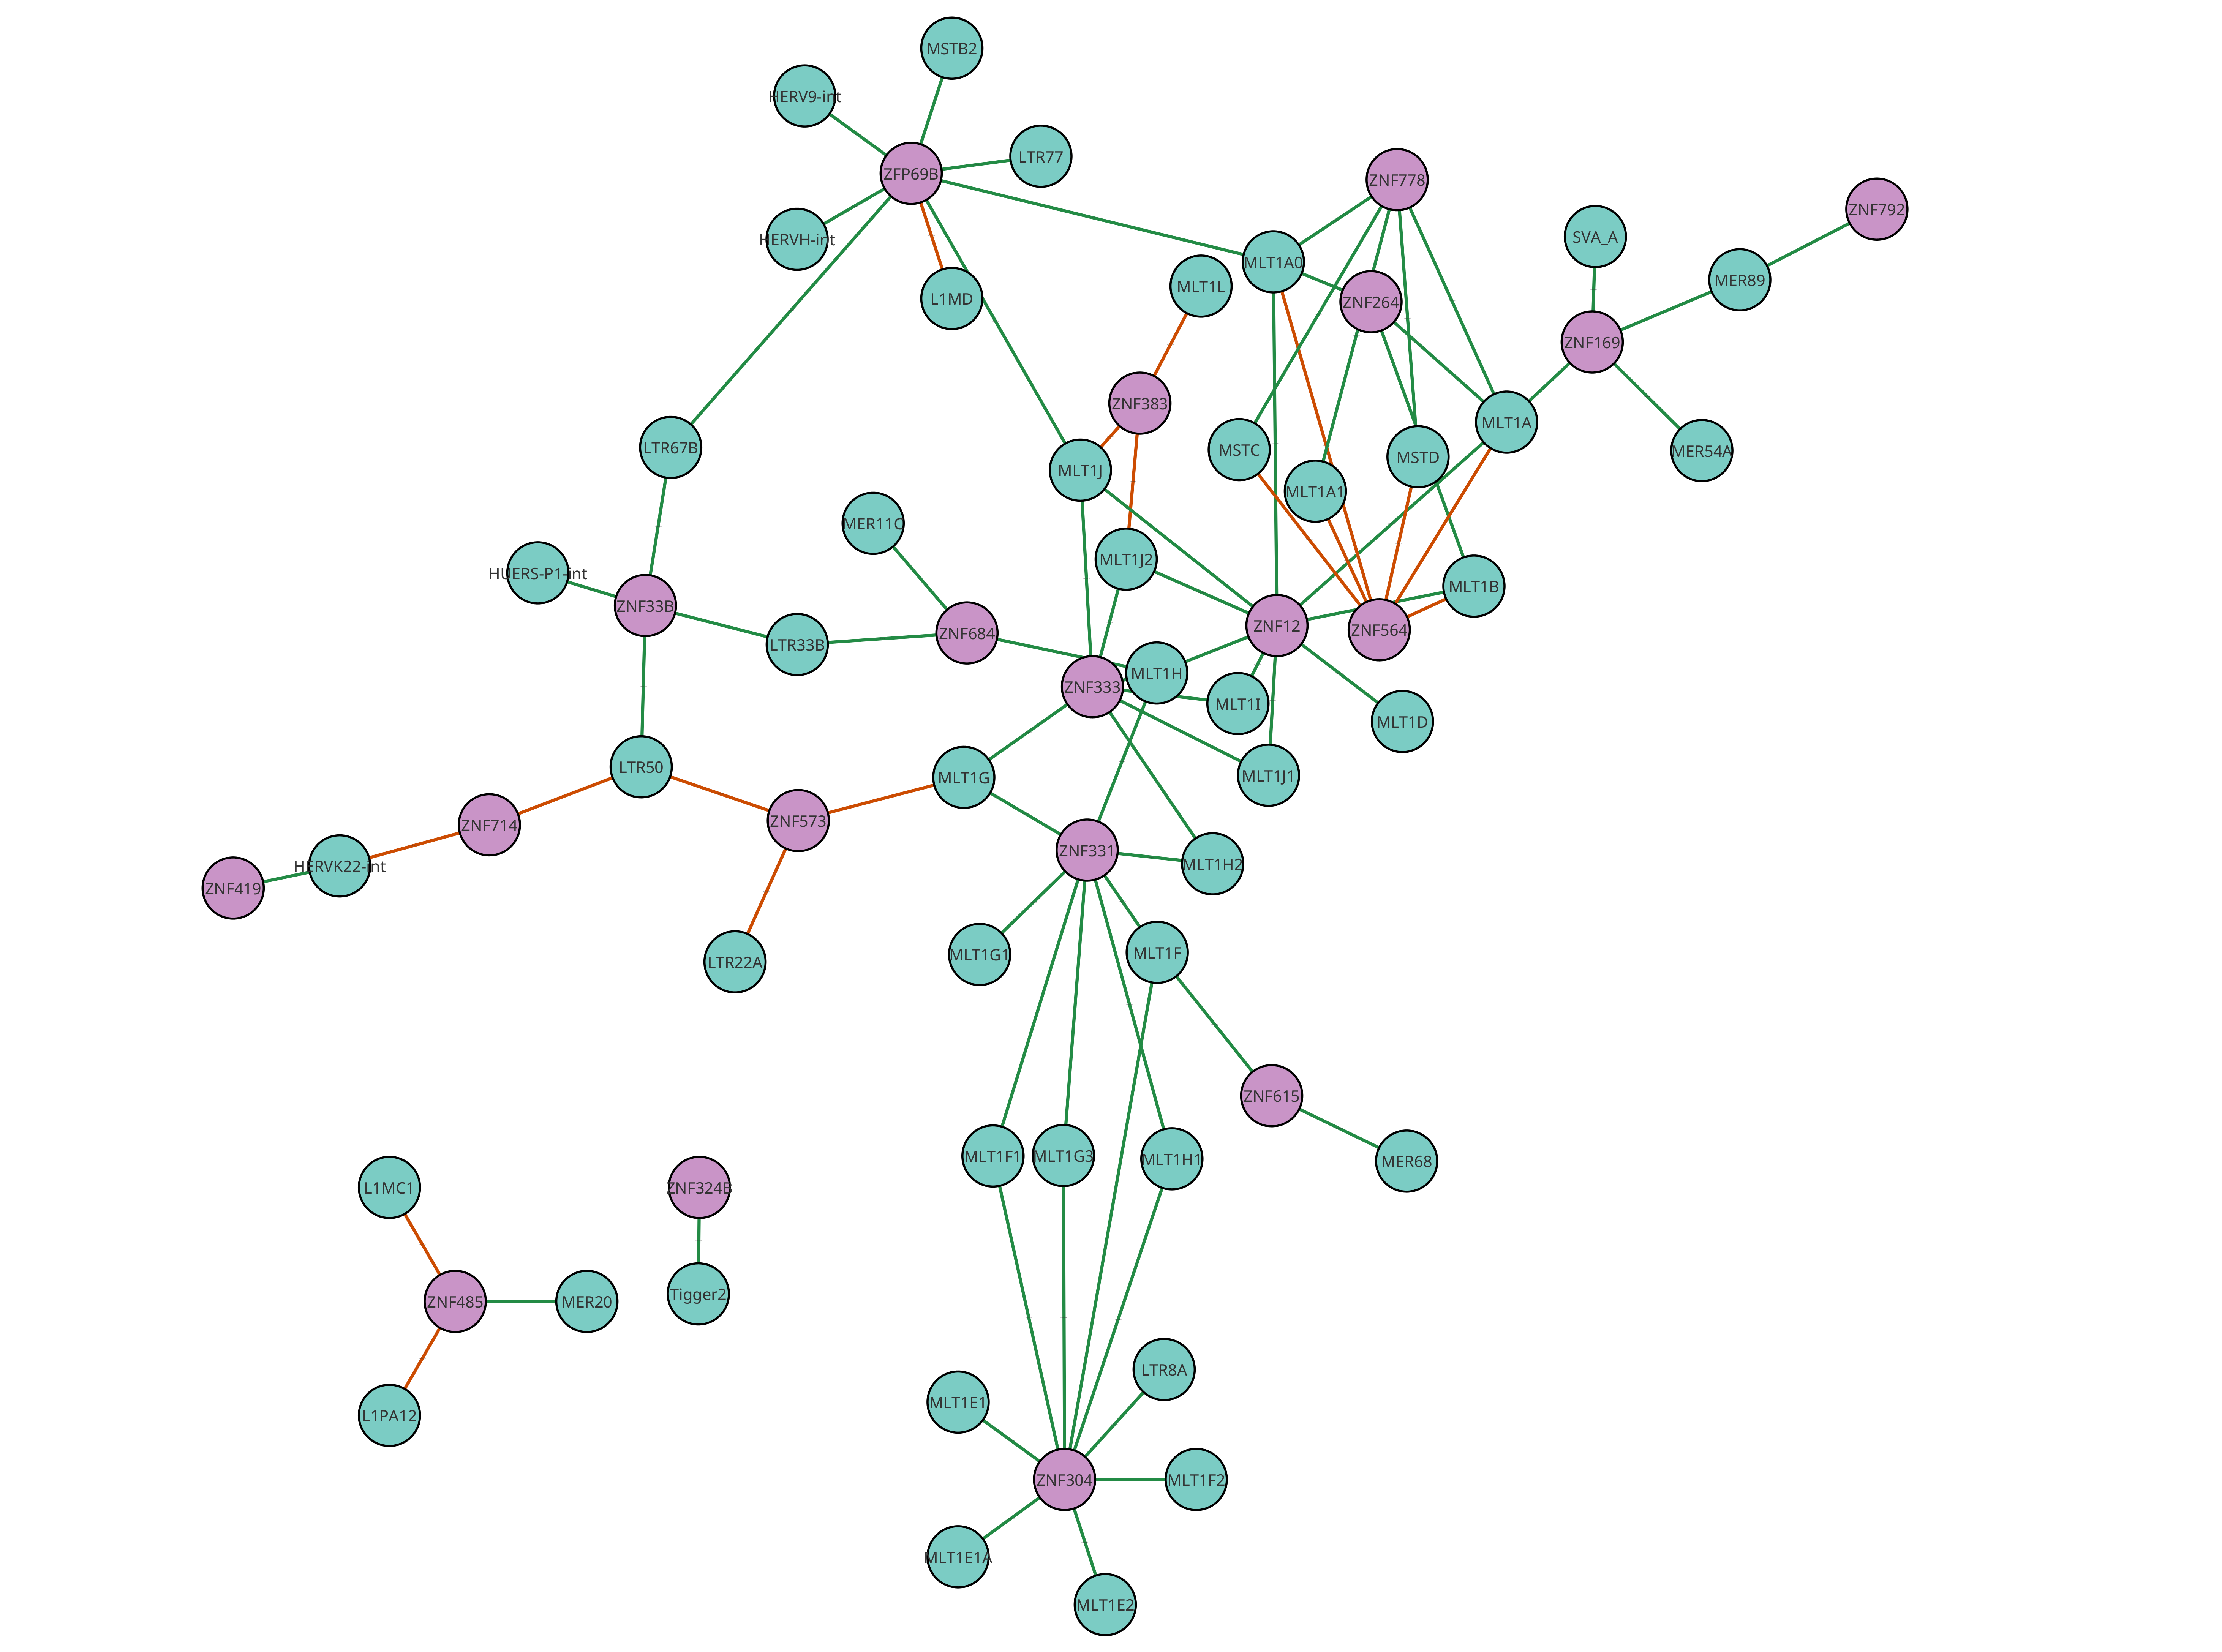 MSTB2
HERV9-int
LTR77
ZFP69B
ZNF778
ZNF792
SVA_A
HERVH-int
MLT1A0
MER89
MLT1L
L1MD
ZNF264
ZNF169
ZNF383
MLT1A
LTR67B
MSTC
MSTD
MER54A
MLT1J
MLT1A1
MER11C
MLT1J2
HUERS-P1-int
MLT1B
ZNF33B
ZNF12
ZNF564
ZNF684
LTR33B
MLT1H
ZNF333
MLT1I
MLT1D
LTR50
MLT1G
MLT1J1
ZNF714
ZNF573
ZNF331
MLT1H2
HERVK22-int
ZNF419
MLT1G1
MLT1F
LTR22A
ZNF615
MLT1F1
MLT1G3
MLT1H1
MER68
L1MC1
ZNF324B
Tigger2
ZNF485
MER20
LTR8A
MLT1E1
L1PA12
ZNF304
MLT1F2
MLT1E1A
MLT1E2